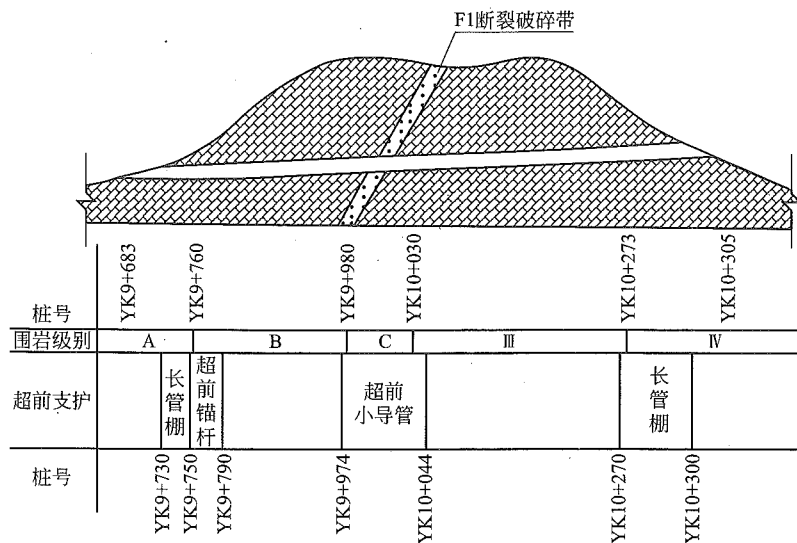 F1断裂破碎带
桩号
YK9+683
YK9+760
YK9+980
YK10+030
YK10+273
YK10+305
围岩级别
A
B
C
Ⅲ
Ⅳ
超前支护
长管棚
超前锚杆
超前
小导管
长管棚
桩号
YK9+730
YK9+750
YK9+790
YK9+974
YK10+044
YK10+270
YK10+300